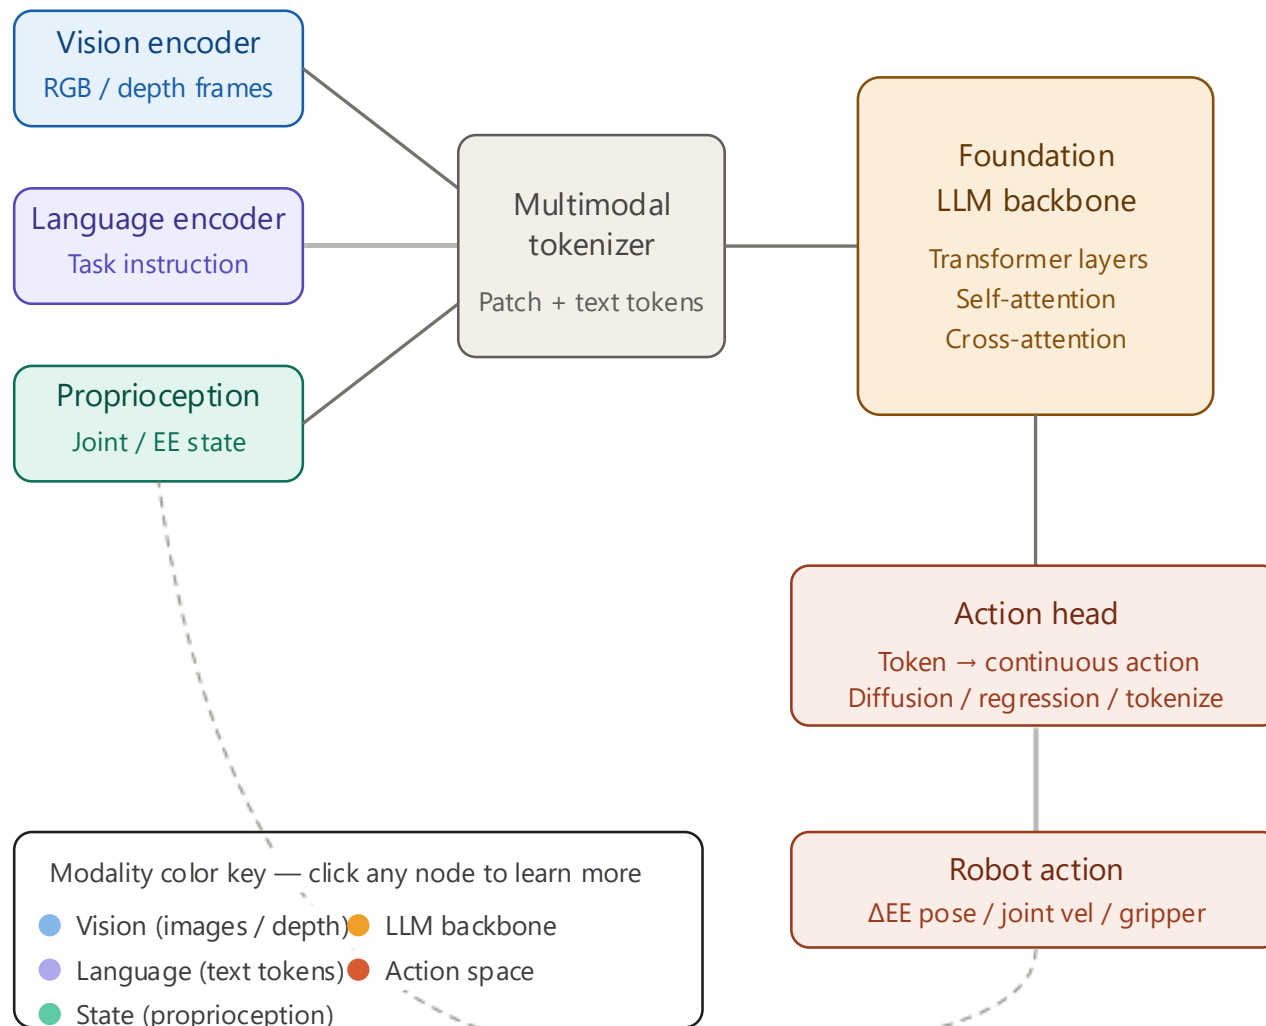 Vision encoder
RGB / depth frames
Language encoder
Task instruction
Proprioception
Joint / EE state
Multimodal
tokenizer
Patch + text tokens
Foundation
LLM backbone
Transformer layers
Self-attention
Cross-attention
Action head
Token → continuous action
Diffusion / regression / tokenize
Robot action
ΔEE pose / joint vel / gripper
Modality color key — click any node to learn more
Vision (images / depth)
LLM backbone
Language (text tokens)
Action space
State (proprioception)